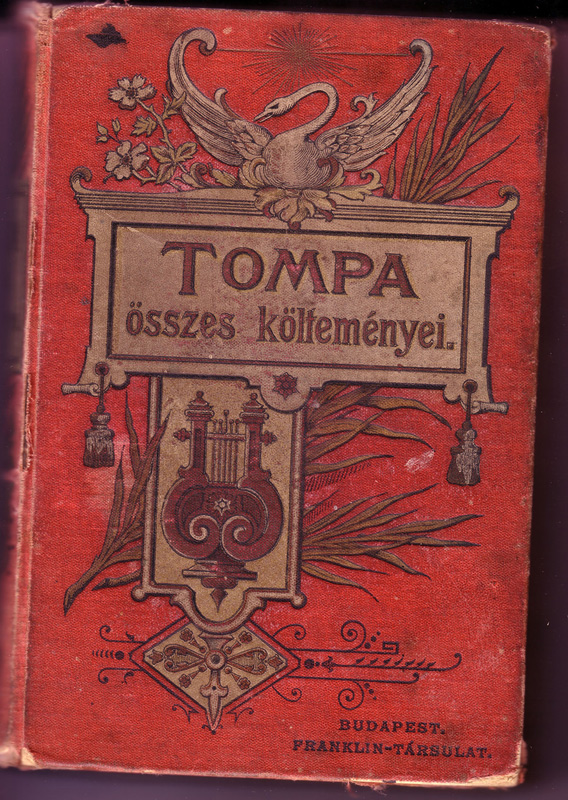 TOMPA
összes költeményei.
BUDAPEST.
FRANKLIN-TÁRSULAT.